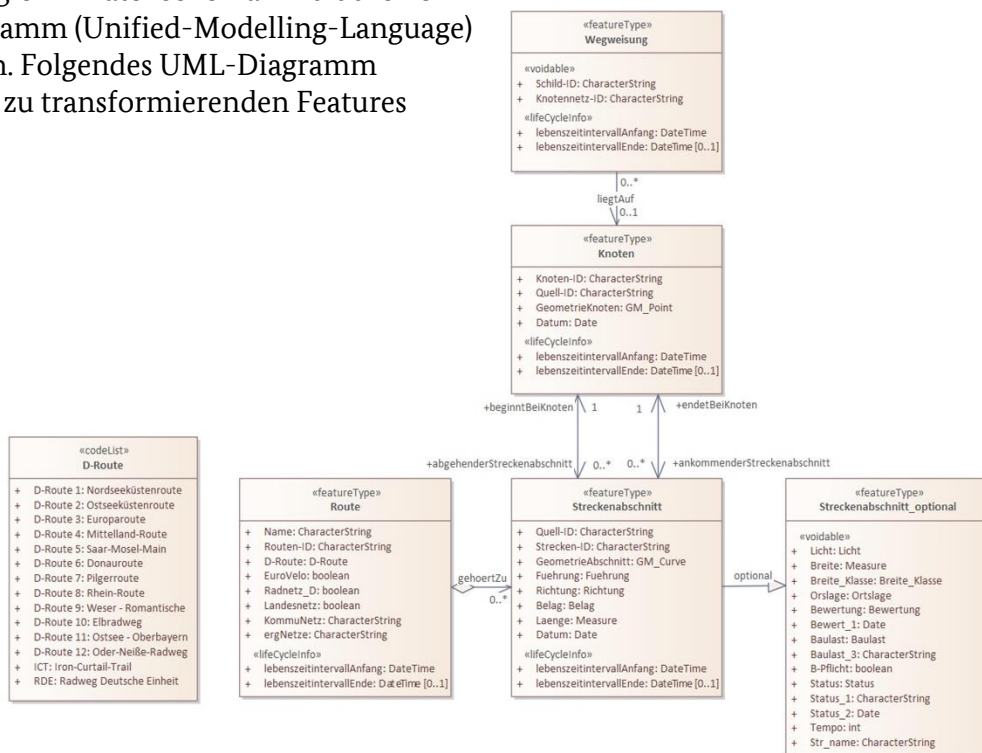 amm (Unified-Modelling-Language)
n. Folgendes UML-Diagramm
zu transformierenden Features
«featureType»
Wegweisung
«voidable»
+ Schild-ID: CharacterString
+ Knotennetz-ID: CharacterString
«lifeCycleInfo»
+ lebenszeitintervallAnfang: DateTime
+ lebenszeitintervallEnde: DateTime [0..1]
0..*
liegtAuf
0..1
«featureType»
Knoten
+ Knoten-ID: CharacterString
+ Quell-ID: CharacterString
+ GeometrieKnoten: GM_Point
+ Datum: Date
«lifeCycleInfo»
+ lebenszeitintervallAnfang: DateTime
+ lebenszeitintervallEnde: DateTime [0..1]
+beginntBeiKnoten 1 1 +endetBeiKnoten
+abgehenderStreckenabschnitt 0..* 0..* +ankommenderStreckenabschnitt
«codeList»
D-Route
+ D-Route 1: Nordseeküstenroute
+ D-Route 2: Ostseeküstenroute
+ D-Route 3: Europaroute
+ D-Route 4: Mittelland-Route
+ D-Route 5: Saar-Mosel-Main
+ D-Route 6: Donauroute
+ D-Route 7: Pilgerroute
+ D-Route 8: Rhein-Route
+ D-Route 9: Weser - Romantische
+ D-Route 10: Elbradweg
+ D-Route 11: Ostsee - Oberbayern
+ D-Route 12: Oder-Neiße-Radweg
+ ICT: Iron-Curtail-Trail
+ RDE: Radweg Deutsche Einheit
«featureType»
Route
+ Name: CharacterString
+ Routen-ID: CharacterString
+ D-Route: D-Route
+ EuroVelo: boolean
+ Radnetz_D: boolean
+ Landesnetz: boolean
+ KommuNetz: CharacterString
+ ergNetze: CharacterString
«lifeCycleInfo»
+ lebenszeitintervallAnfang: DateTime
+ lebenszeitintervallEnde: DateTime [0..1]
gehoertZu
0..*
«featureType»
Streckenabschnitt
+ Quell-ID: CharacterString
+ Strecken-ID: CharacterString
+ GeometrieAbschnitt: GM_Curve
+ Fuehrung: Fuehrung
+ Richtung: Richtung
+ Belag: Belag
+ Laenge: Measure
+ Datum: Date
«lifeCycleInfo»
+ lebenszeitintervallAnfang: DateTime
+ lebenszeitintervallEnde: DateTime [0..1]
optional
«featureType»
Streckenabschnitt_optional
«voidable»
+ Licht: Licht
+ Breite: Measure
+ Breite_Klasse: Breite_Klasse
+ Orslage: Ortslage
+ Bewertung: Bewertung
+ Bewert_1: Date
+ Baulast: Baulast
+ Baulast_3: CharacterString
+ B-Pflicht: boolean
+ Status: Status
+ Status_1: CharacterString
+ Status_2: Date
+ Tempo: int
+ Str_name: CharacterString